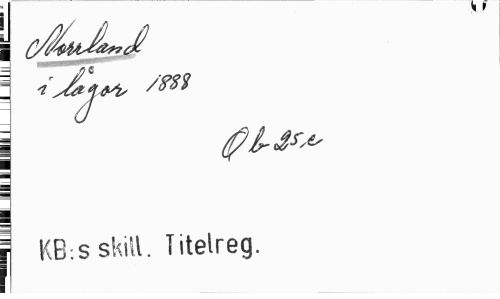 Norrland
i lågor 1888
Ob 25, c
KB:s skill. Titelreg.